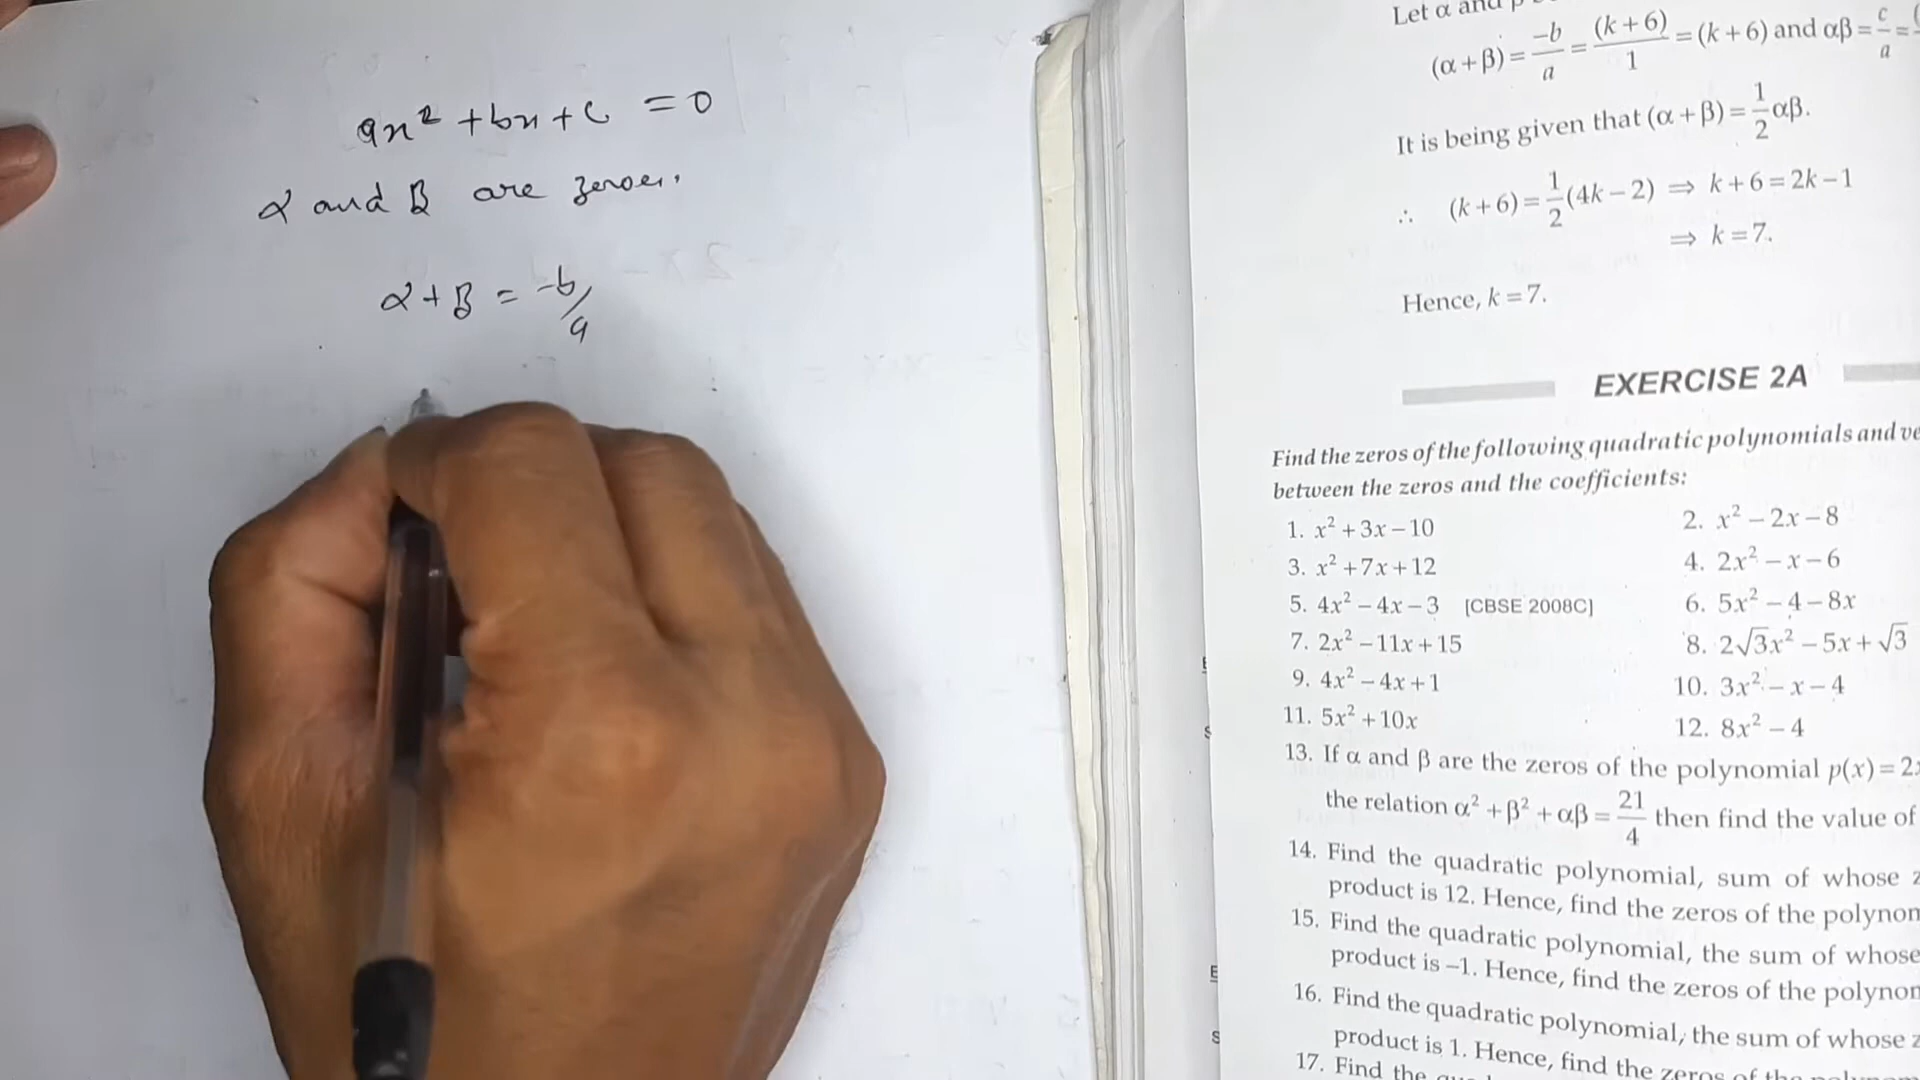 ax² + bx + c = 0
α and β are zeroes.
α + β = -b/a
Let α and
(α + β) = -b/a = (k + 6)/1 = (k + 6) and αβ = c/a =
It is being given that (α + β) = 1/2 αβ.
∴ (k + 6) = 1/2 (4k − 2) ⇒ k + 6 = 2k − 1
⇒ k = 7.
Hence, k = 7.
EXERCISE 2A
Find the zeros of the following quadratic polynomials and
between the zeros and the coefficients:
1. x² + 3x − 10 2. x² − 2x − 8
3. x² + 7x + 12 4. 2x² − x − 6
5. 4x² − 4x − 3 [CBSE 2008C] 6. 5x² − 4 − 8x
7. 2x² − 11x + 15 8. 2√3x² − 5x + √3
9. 4x² − 4x + 1 10. 3x² − x − 4
11. 5x² + 10x 12. 8x² − 4
13. If α and β are the zeros of the polynomial p(x) = 2
the relation α² + β² + αβ = 21/4 then find the value of
14. Find the quadratic polynomial, sum of whose
product is 12. Hence, find the zeros of the
15. Find the quadratic polynomial, the sum of whose
product is −1. Hence, find the zeros of the
16. Find the quadratic polynomial, the sum of whose
product is 1. Hence, find the zeros of the
17. Find the